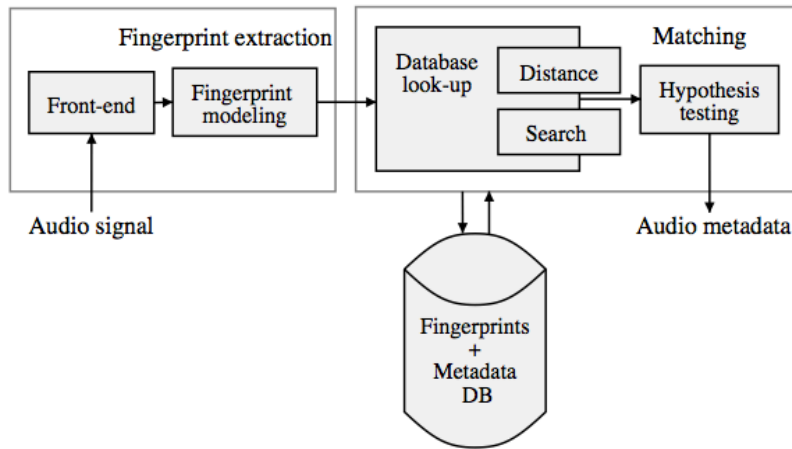 Fingerprint extraction
Front-end
Fingerprint
modeling
Audio signal
Matching
Database
look-up
Distance
Search
Hypothesis
testing
Audio metadata
Fingerprints
+
Metadata
DB